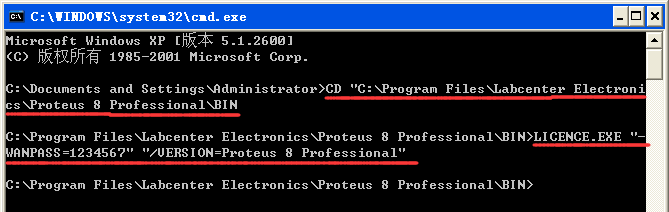 C:\WINDOWS\system32\cmd.exe
Microsoft Windows XP [版本 5.1.2600]
(C) 版权所有 1985-2001 Microsoft Corp.
C:\Documents and Settings\Administrator>CD "C:\Program Files\Labcenter Electroni
cs\Proteus 8 Professional\BIN
C:\Program Files\Labcenter Electronics\Proteus 8 Professional\BIN>LICENCE.EXE "-
WANPASS=1234567" "/VERSION=Proteus 8 Professional"
C:\Program Files\Labcenter Electronics\Proteus 8 Professional\BIN>